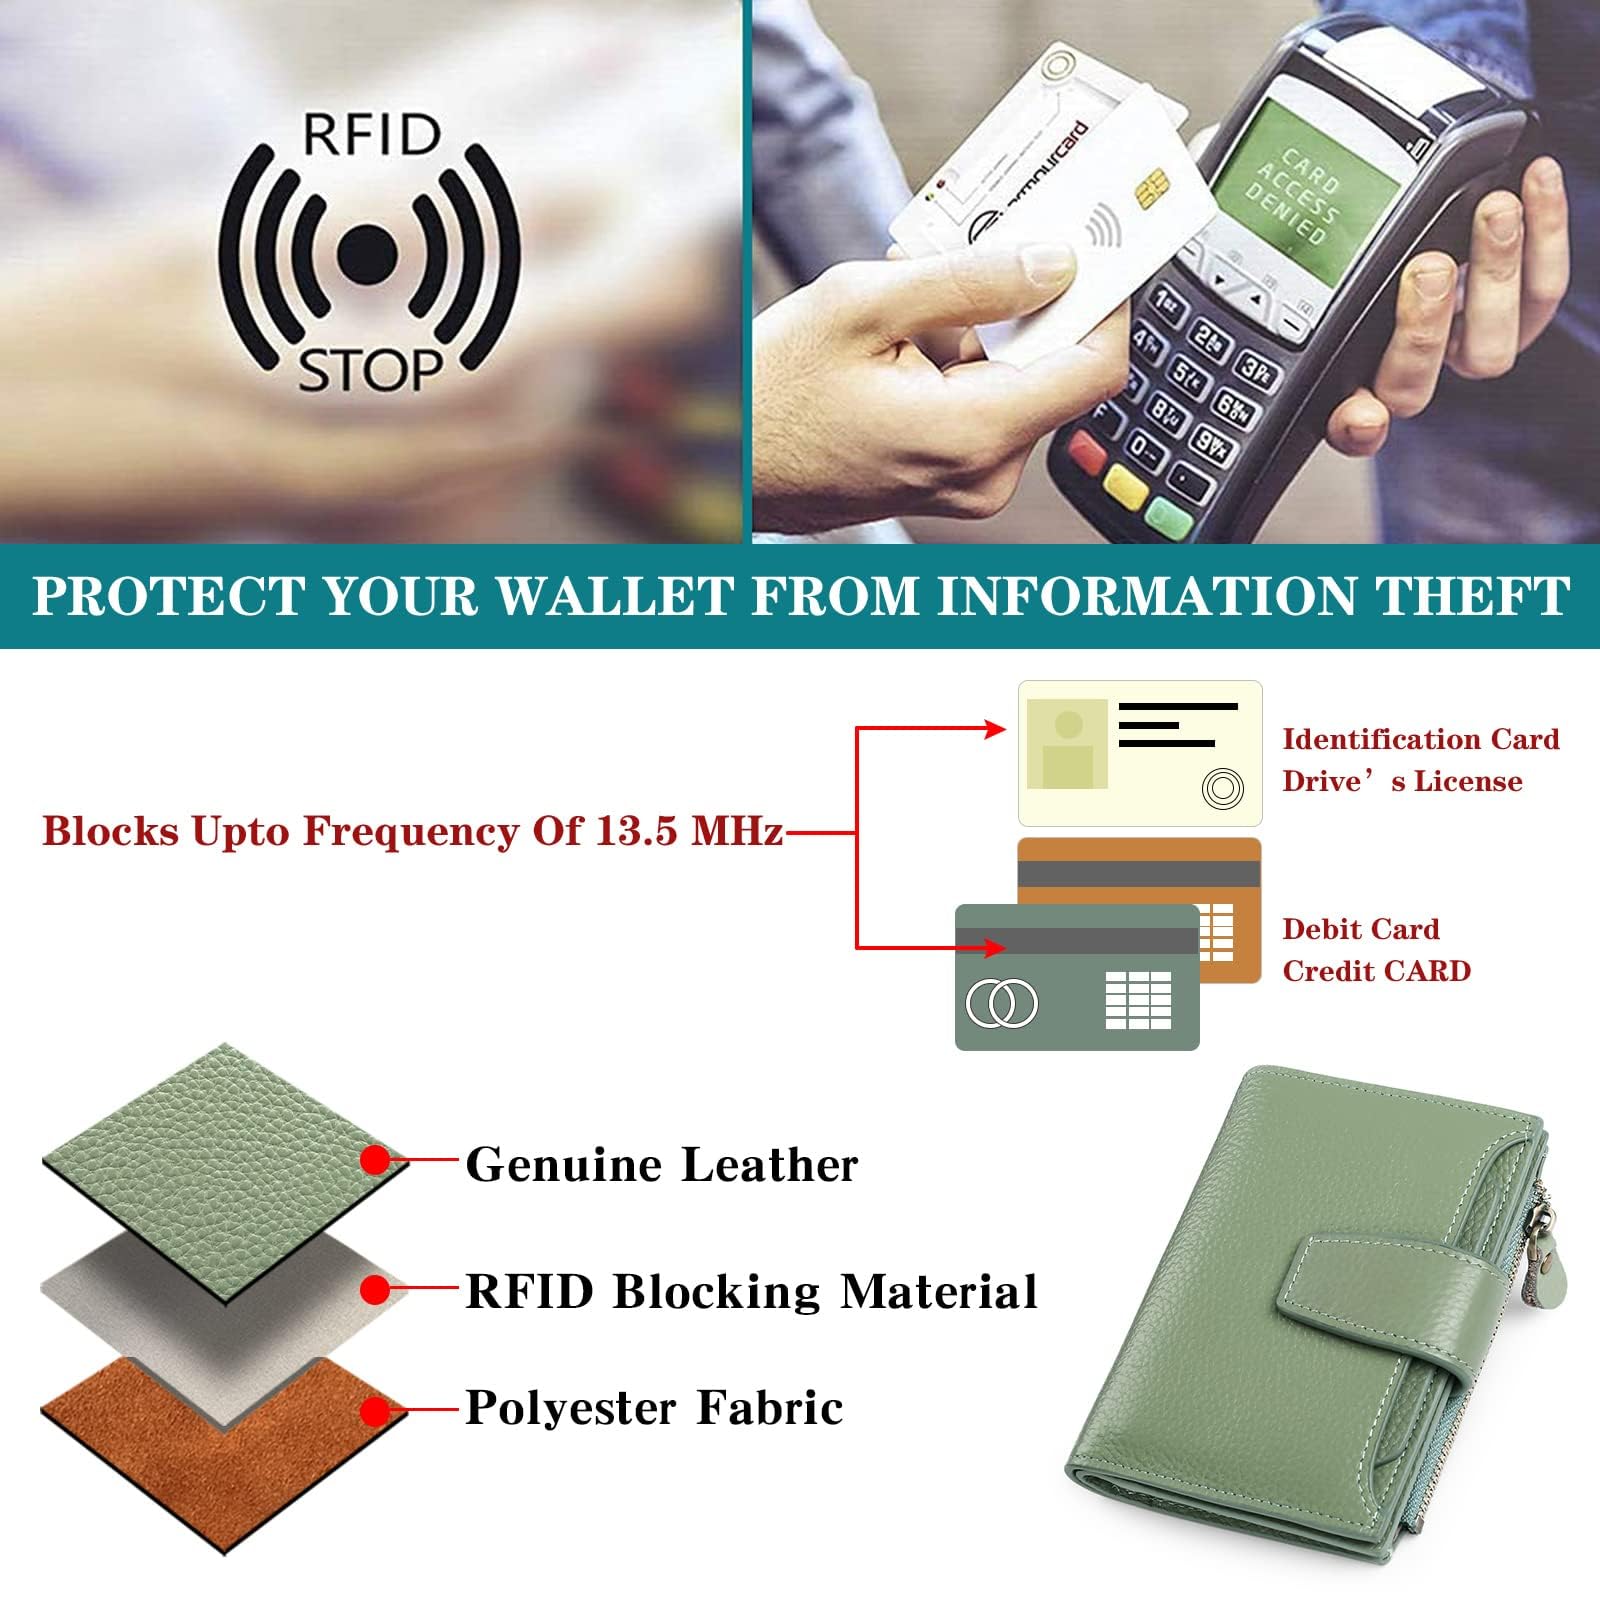 RFID
STOP
armourcard
CARD
ACCESS
DENIED
PROTECT YOUR WALLET FROM INFORMATION THEFT
Identification Card
Drive’s License
Blocks Upto Frequency Of 13.5 MHz
Debit Card
Credit CARD
Genuine Leather
RFID Blocking Material
Polyester Fabric